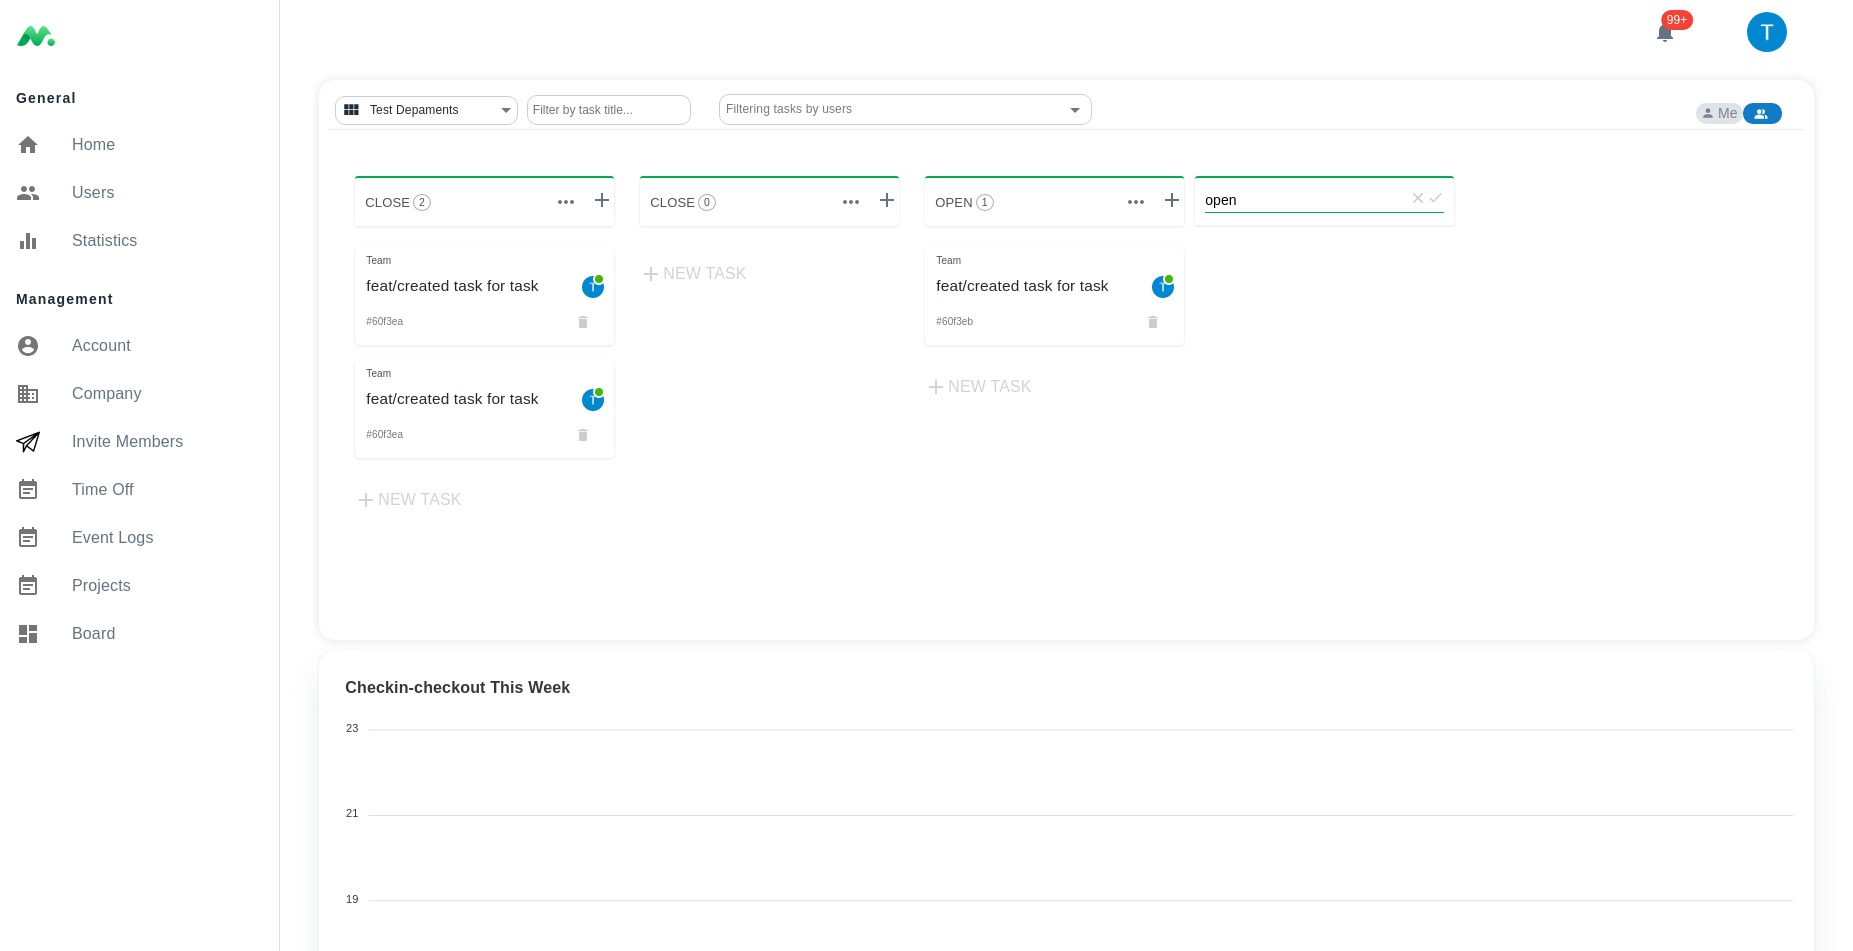 99+
T
General
Home
Users
Statistics
Management
Account
Company
Invite Members
Time Off
Event Logs
Projects
Board
Test Depaments
Filter by task title...
Filtering tasks by users
Me
CLOSE 2
Team
feat/created task for task
T
#60f3ea
Team
feat/created task for task
T
#60f3ea
NEW TASK
CLOSE 0
NEW TASK
OPEN 1
Team
feat/created task for task
T
#60f3eb
NEW TASK
open
Checkin-checkout This Week
23
21
19